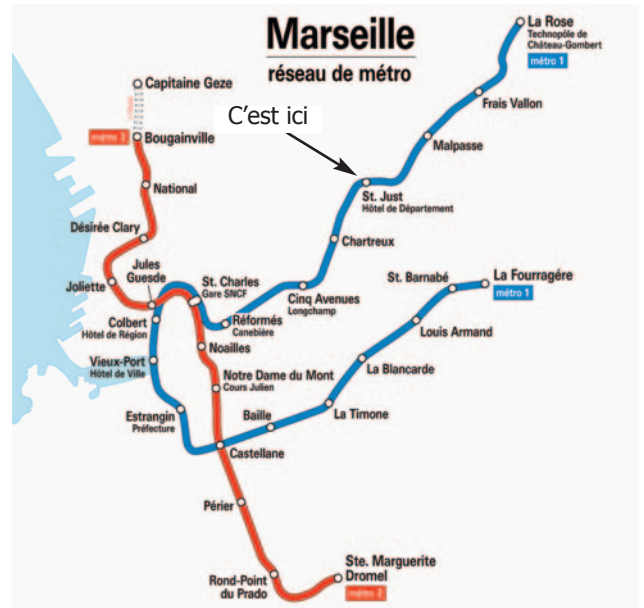 Marseille
réseau de métro
La Rose
Technopôle de
Château-Gombert
métro 1
Capitaine Geze
C'est ici
Frais Vallon
métro 2
Bougainville
Malpasse
National
St. Just
Hôtel de Département
Désirée Clary
Chartreux
Jules
Guesde
St. Charles
Gare SNCF
St. Barnabé
La Fourragére
métro 1
Joliette
Cinq Avenues
Longchamp
Colbert
Hôtel de Région
Réformés
Canebière
Louis Armand
Noailles
Vieux-Port
Hôtel de Ville
La Blancarde
Notre Dame du Mont
Cours Julien
Estrangin
Préfecture
Baille
La Timone
Castellane
Périer
Ste. Marguerite
Dromel
métro 2
Rond-Point
du Prado